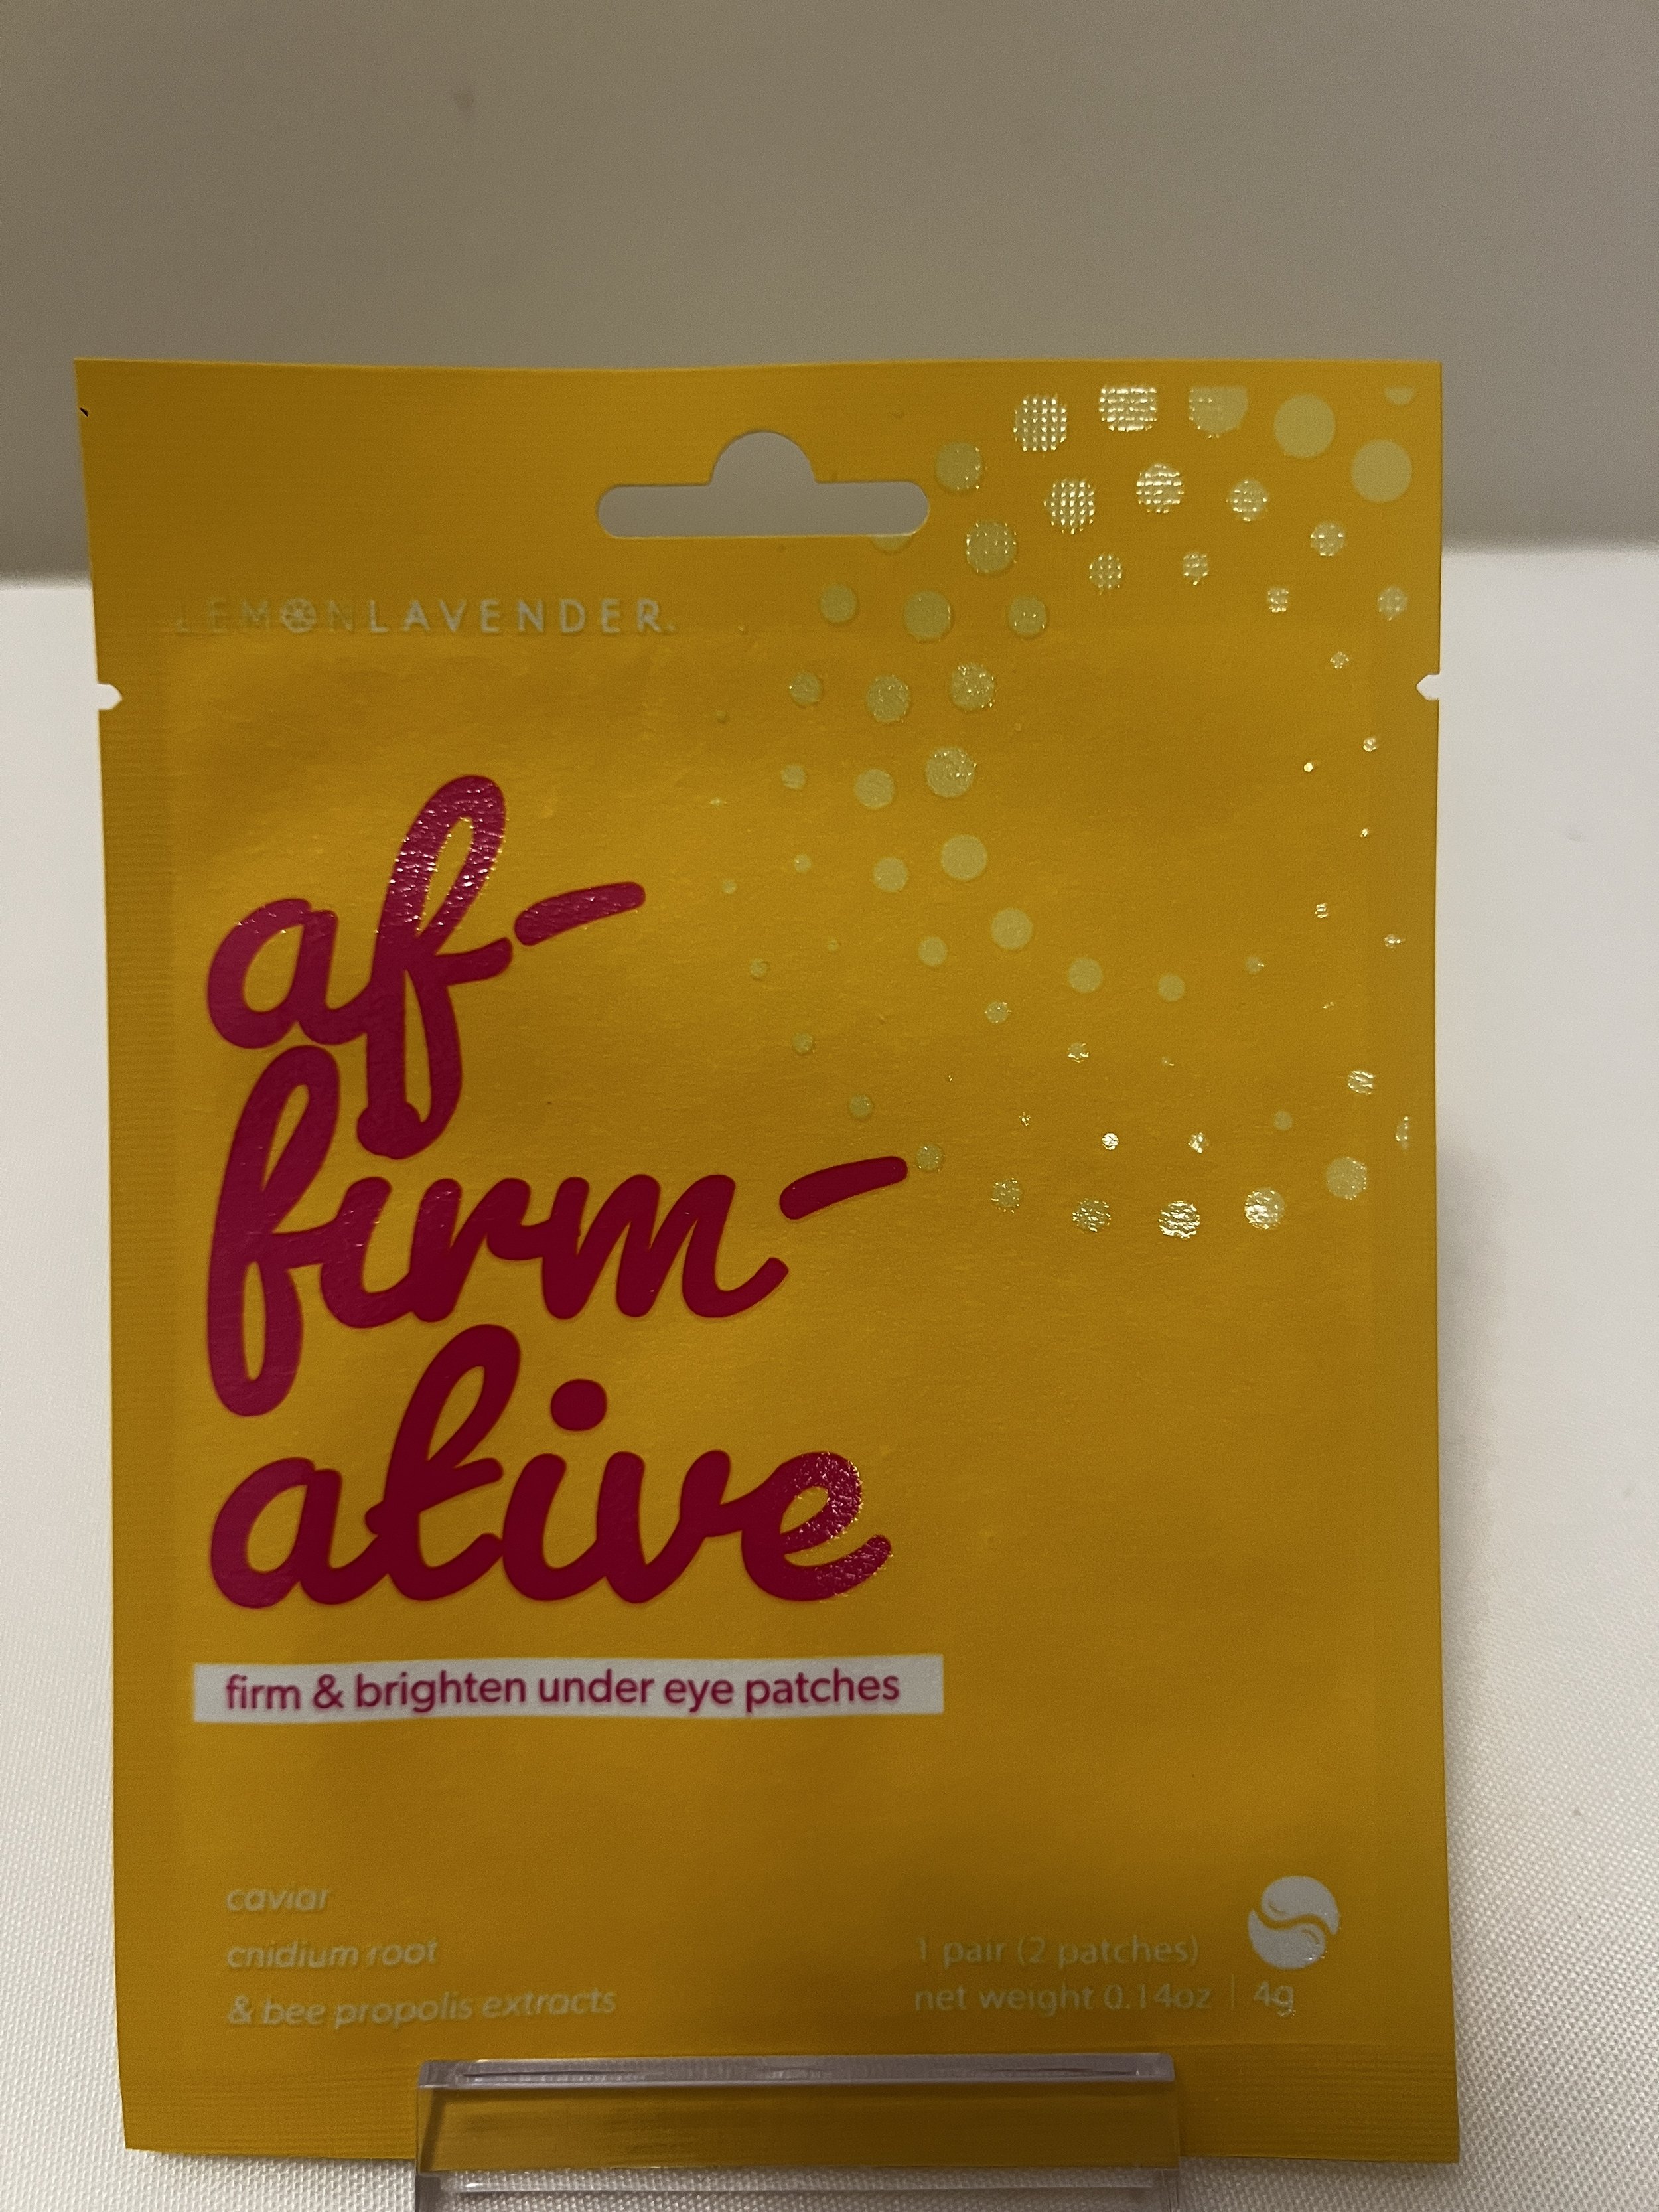 LEMONLAVENDER.
af-
firm-
ative
firm & brighten under eye patches
caviar
cnidium root
& bee propolis extracts
1 pair (2 patches)
net weight 0.14oz | 4g